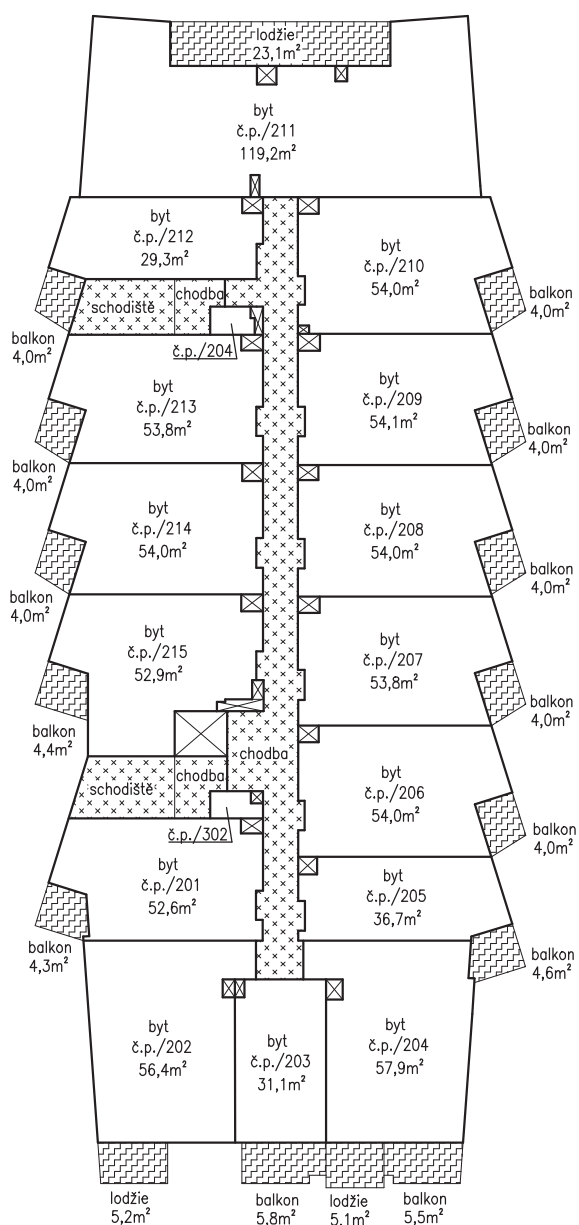 lodžie
23,1m²
byt
č.p./211
119,2m²
byt
č.p./212
29,3m²
byt
č.p./210
54,0m²
schodiště
chodba
balkon
4,0m²
balkon
4,0m²
č.p./204
byt
č.p./213
53,8m²
byt
č.p./209
54,1m²
balkon
4,0m²
balkon
4,0m²
byt
č.p./214
54,0m²
byt
č.p./208
54,0m²
balkon
4,0m²
balkon
4,0m²
byt
č.p./215
52,9m²
byt
č.p./207
53,8m²
balkon
4,4m²
balkon
4,0m²
chodba
schodiště
chodba
byt
č.p./206
54,0m²
č.p./302
balkon
4,0m²
byt
č.p./201
52,6m²
byt
č.p./205
36,7m²
balkon
4,3m²
balkon
4,6m²
byt
č.p./202
56,4m²
byt
č.p./203
31,1m²
byt
č.p./204
57,9m²
lodžie
5,2m²
balkon
5,8m²
lodžie
5,1m²
balkon
5,5m²